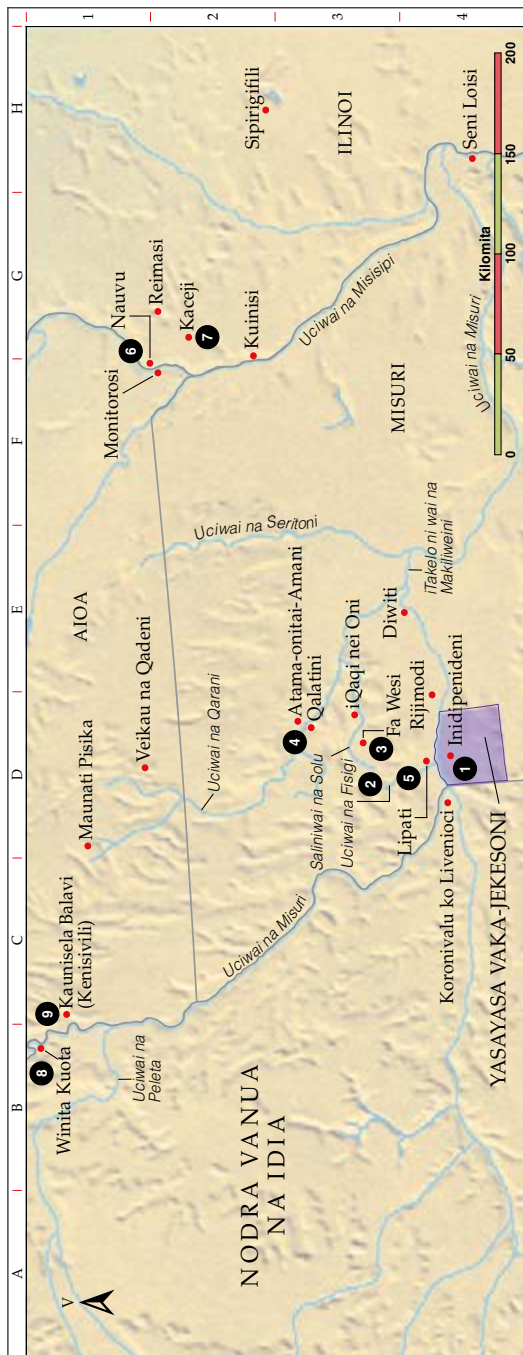 A
B
C
D
E
F
G
H
1
2
3
4
V
8
Winita Kuota
9
Kaunisela Balavi
(Kenisivili)
Uciwai na
Peleta
Maunati Pisika
Veikau na Qadeni
AIOA
Uciwai na Qarani
Uciwai na Misuri
NODRA VANUA
NA IDIA
4
Atama-onitai-Amani
Qalatini
Saliniwai na Solu
Uciwai na Fisigi
iQaqi nei Oni
2
3
Fa Wesi
5
Lipati
Rijimodi
Diwiti
iTakelo ni wai na
Makiliweini
Uciwai na Seritoni
Inidipenideni
1
Koronivalu ko Livenioci
YASAYASA VAKA-JEKESONI
6
Nauvu
Monitorosi
Reimasi
Kaceji
7
Kuinisi
Uciwai na Misisipi
MISURI
Uciwai na Misuri
Sipirigifili
ILINOI
Seni Loisi
Kilomita
0
50
100
150
200